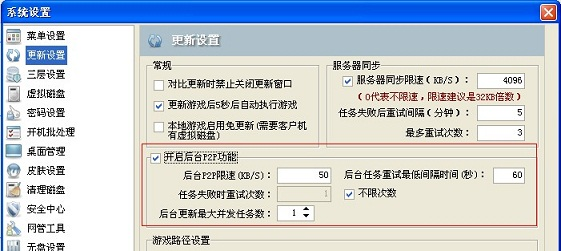 系统设置
菜单设置
更新设置
三层设置
虚拟磁盘
密码设置
开机批处理
桌面管理
皮肤设置
清理磁盘
安全中心
网管工具
无盘设置
更新设置
常规
对比更新时禁止关闭更新窗口
更新游戏后5秒后自动执行游戏
本地游戏启用免更新(需要客户机有虚拟磁盘)
服务器同步
服务器同步限速(KB/S): 4096
(0代表不限速,限速建议是32KB倍数)
任务失败后重试间隔(分钟): 5
最多重试次数: 3
开启后台P2P功能
后台P2P限速(KB/S): 50
后台任务重试最低间隔时间(秒): 60
任务失败时重试次数: 1
不限次数
后台更新最大并发任务数: 1
游戏路径设置